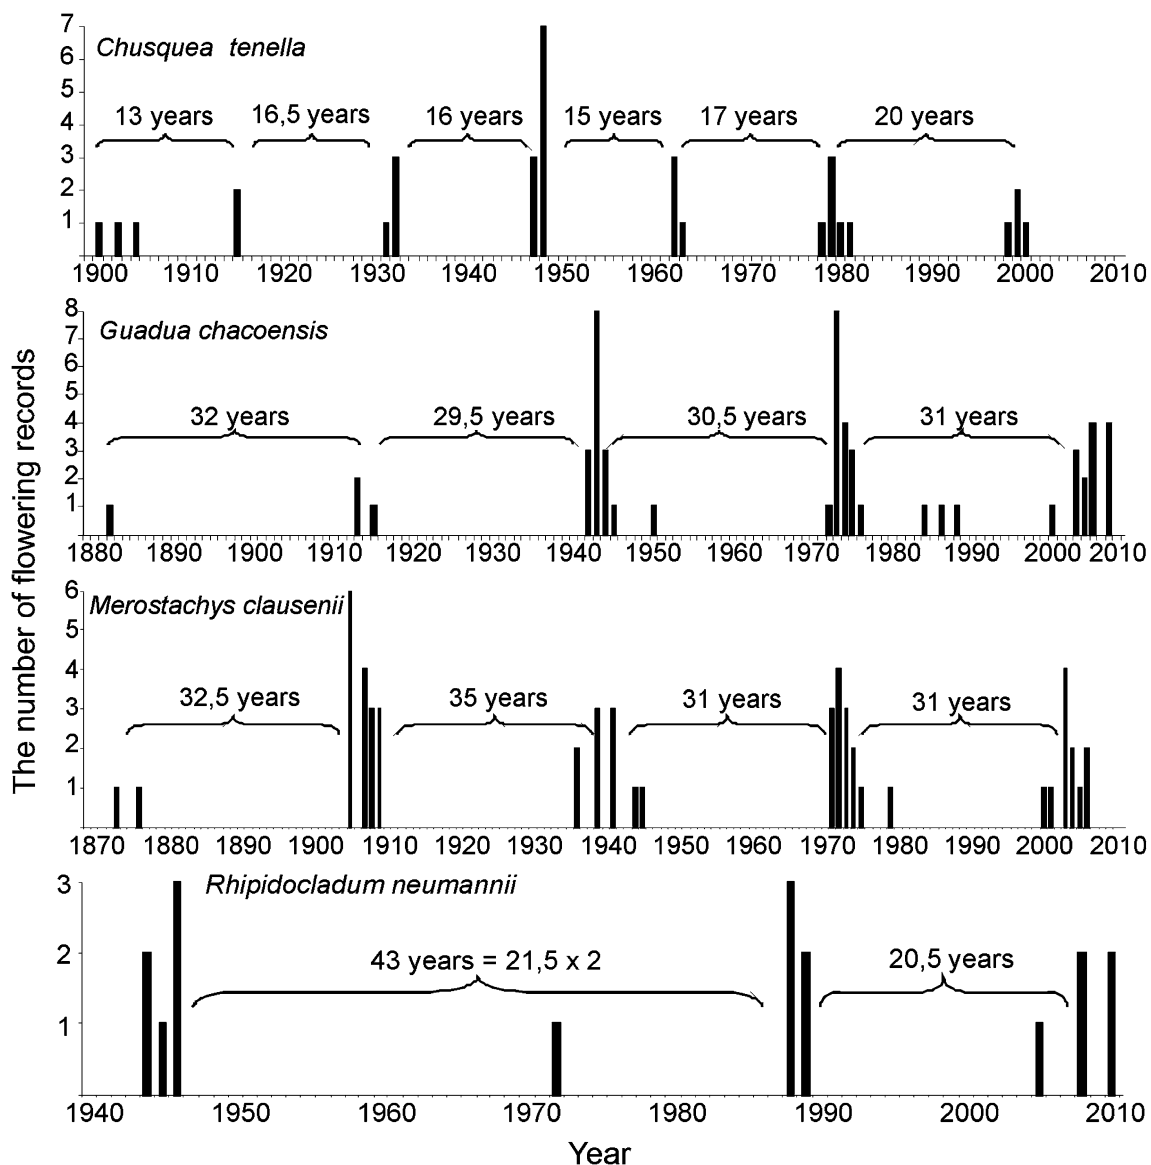 The number of flowering records
7
Chusquea tenella
6
5
4
13 years 16,5 years 16 years 15 years 17 years 20 years
3
2
1
1900 1910 1920 1930 1940 1950 1960 1970 1980 1990 2000 2010
8
Guadua chacoensis
7
6
5
4
32 years 29,5 years 30,5 years 31 years
3
2
1
1880 1890 1900 1910 1920 1930 1940 1950 1960 1970 1980 1990 2000 2010
6
Merostachys clausenii
5
4
32,5 years 35 years 31 years 31 years
3
2
1
1870 1880 1890 1900 1910 1920 1930 1940 1950 1960 1970 1980 1990 2000 2010
3
Rhipidocladum neumannii
2
43 years = 21,5 x 2 20,5 years
1
1940 1950 1960 1970 1980 1990 2000 2010
Year